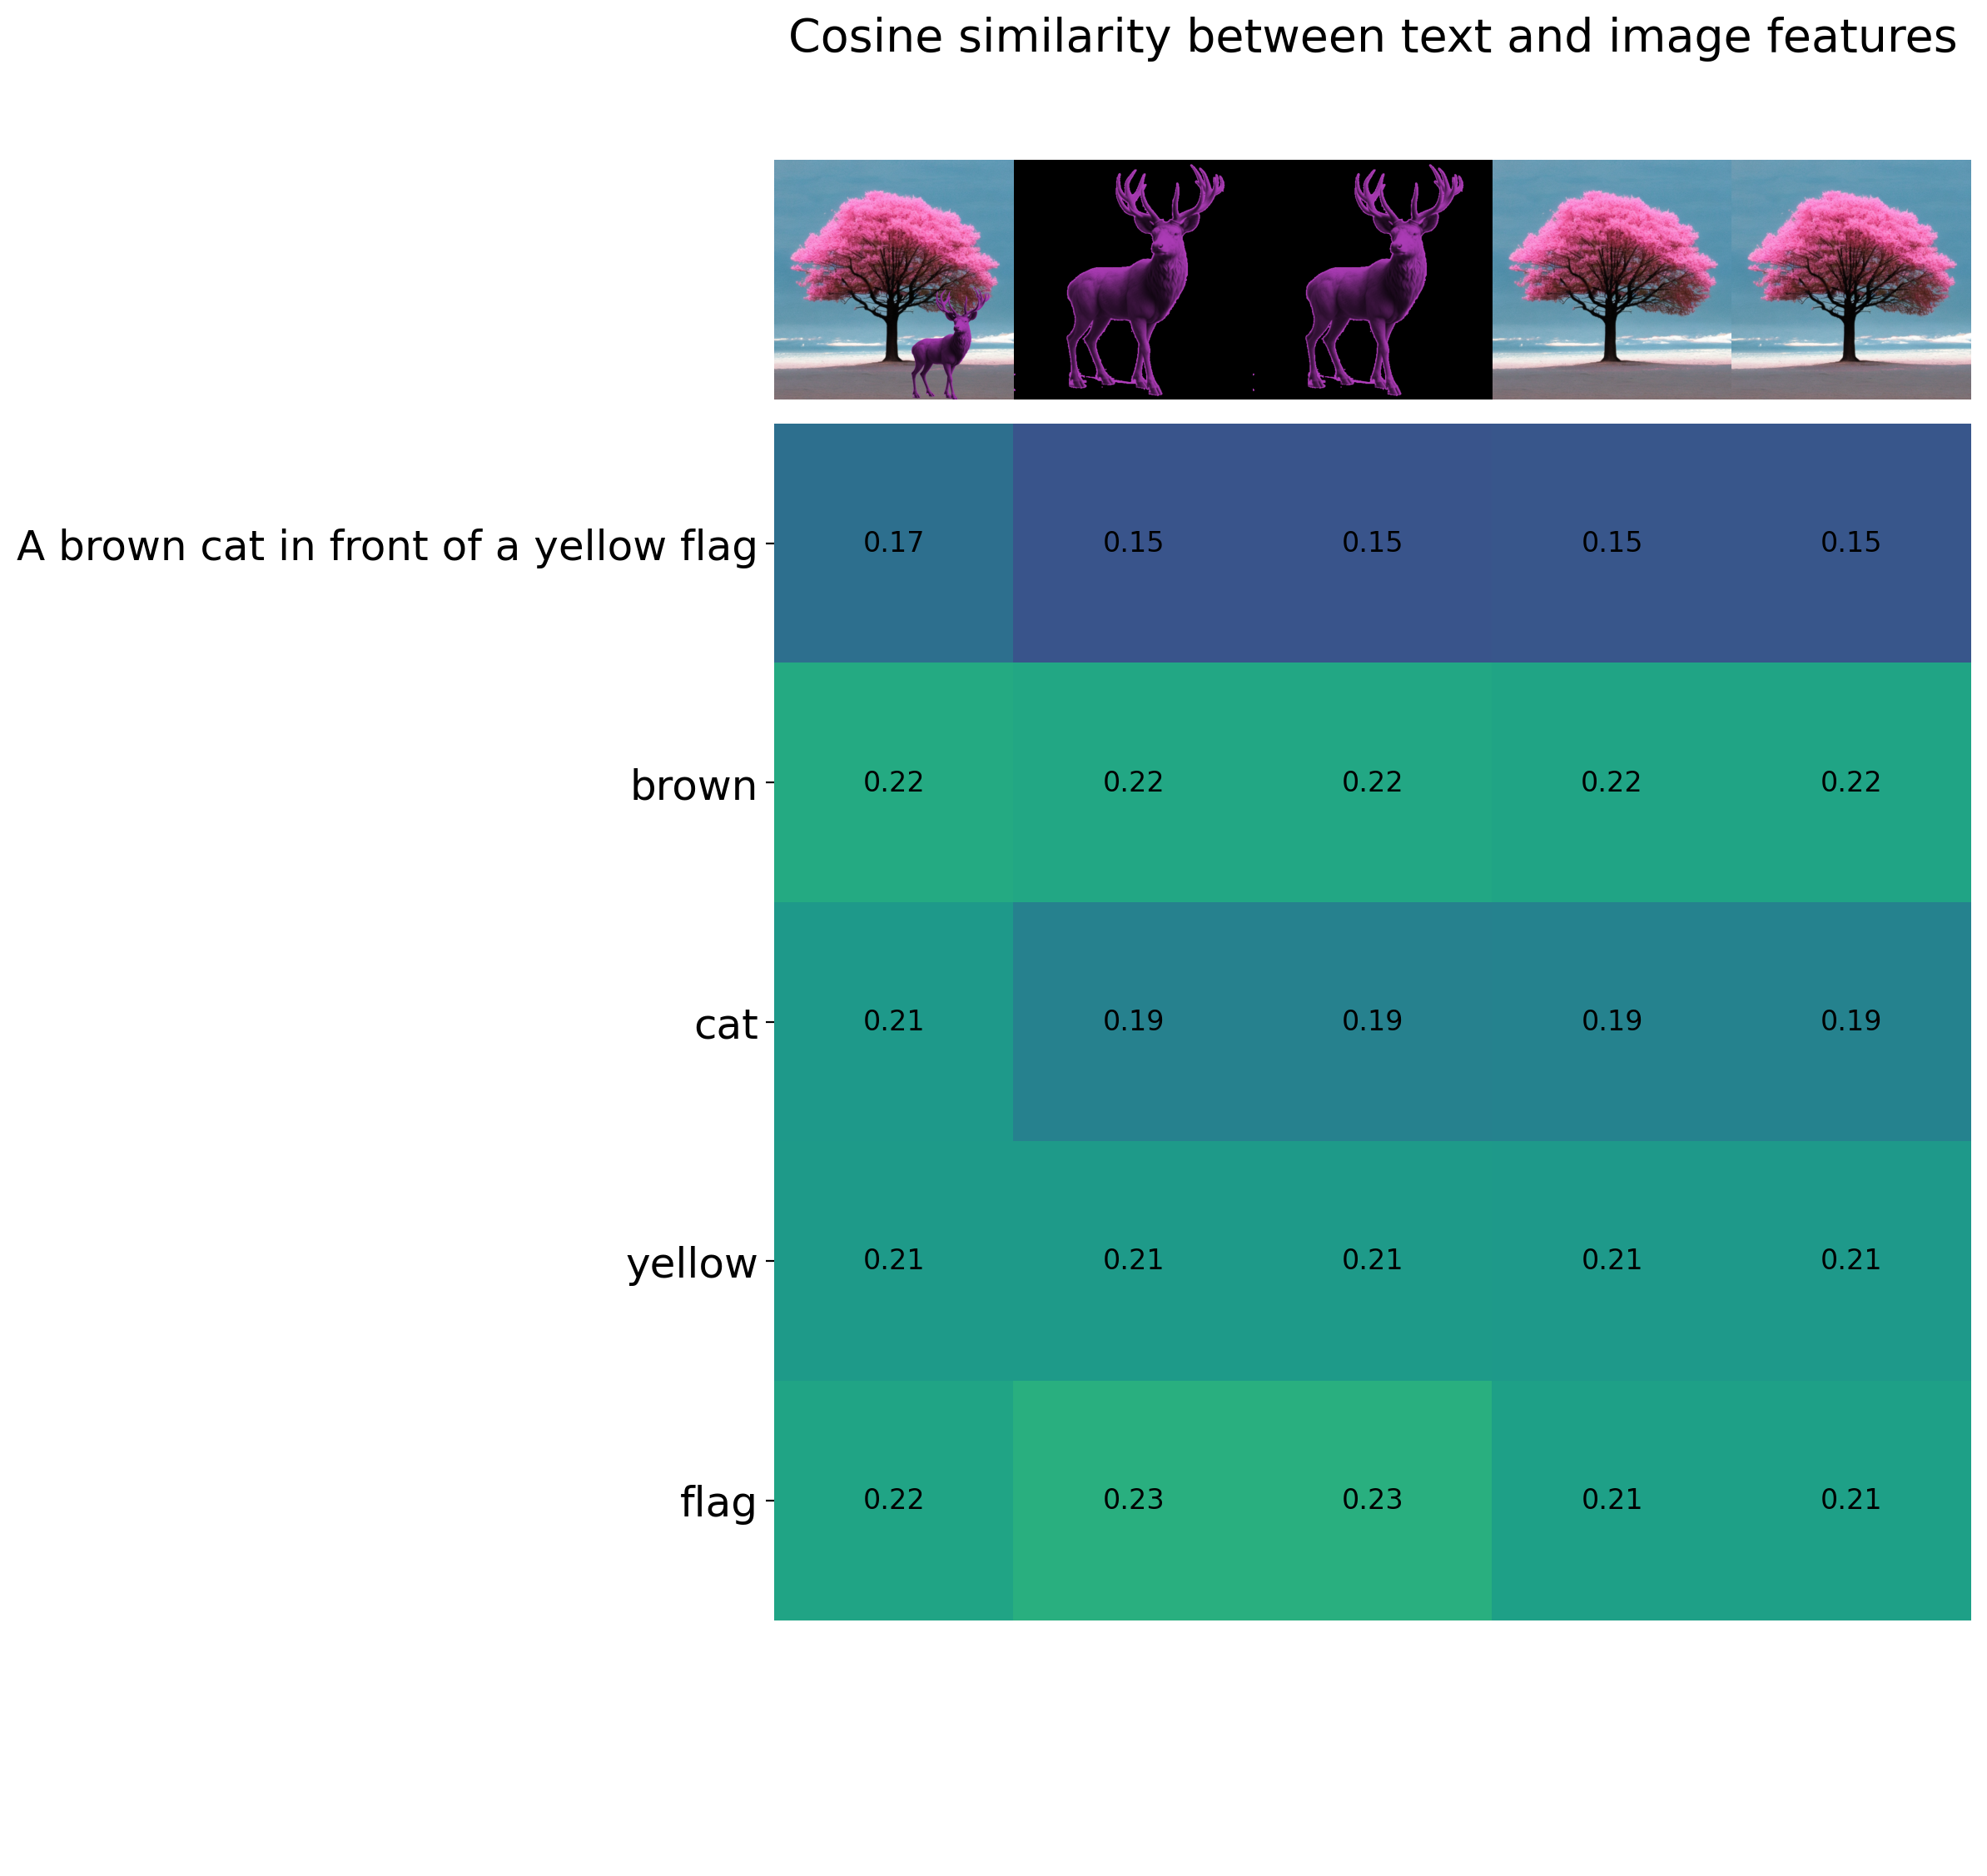 Cosine similarity between text and image features
A brown cat in front of a yellow flag 0.17 0.15 0.15 0.15 0.15
brown 0.22 0.22 0.22 0.22 0.22
cat 0.21 0.19 0.19 0.19 0.19
yellow 0.21 0.21 0.21 0.21 0.21
flag 0.22 0.23 0.23 0.21 0.21